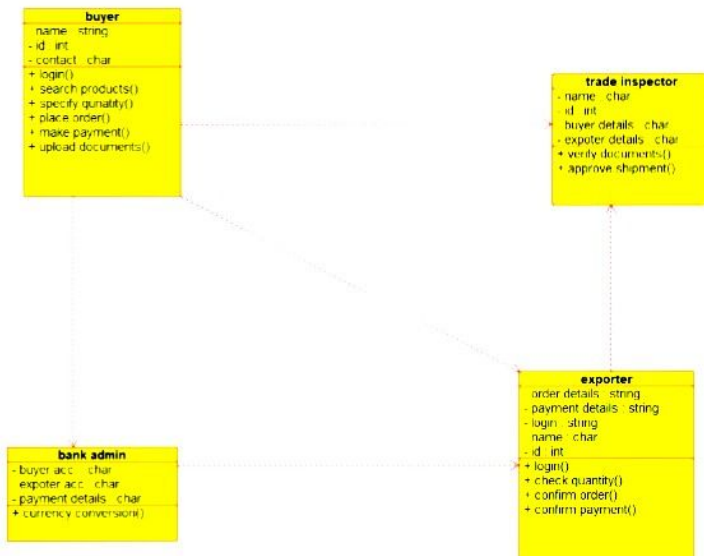 buyer
name : string
- id : int
- contact : char
+ login()
+ search products()
+ specify qunatity()
+ place order()
+ make payment()
+ upload documents()
trade inspector
- name : char
- id : int
buyer details : char
- expoter details : char
+ verify documents()
+ approve shipment()
exporter
order details : string
- payment details : string
- login : string
name : char
- id : int
+ login()
+ check quantity()
+ confirm order()
+ confirm payment()
bank admin
- buyer acc : char
expoter acc : char
- payment details : char
+ currency conversion()